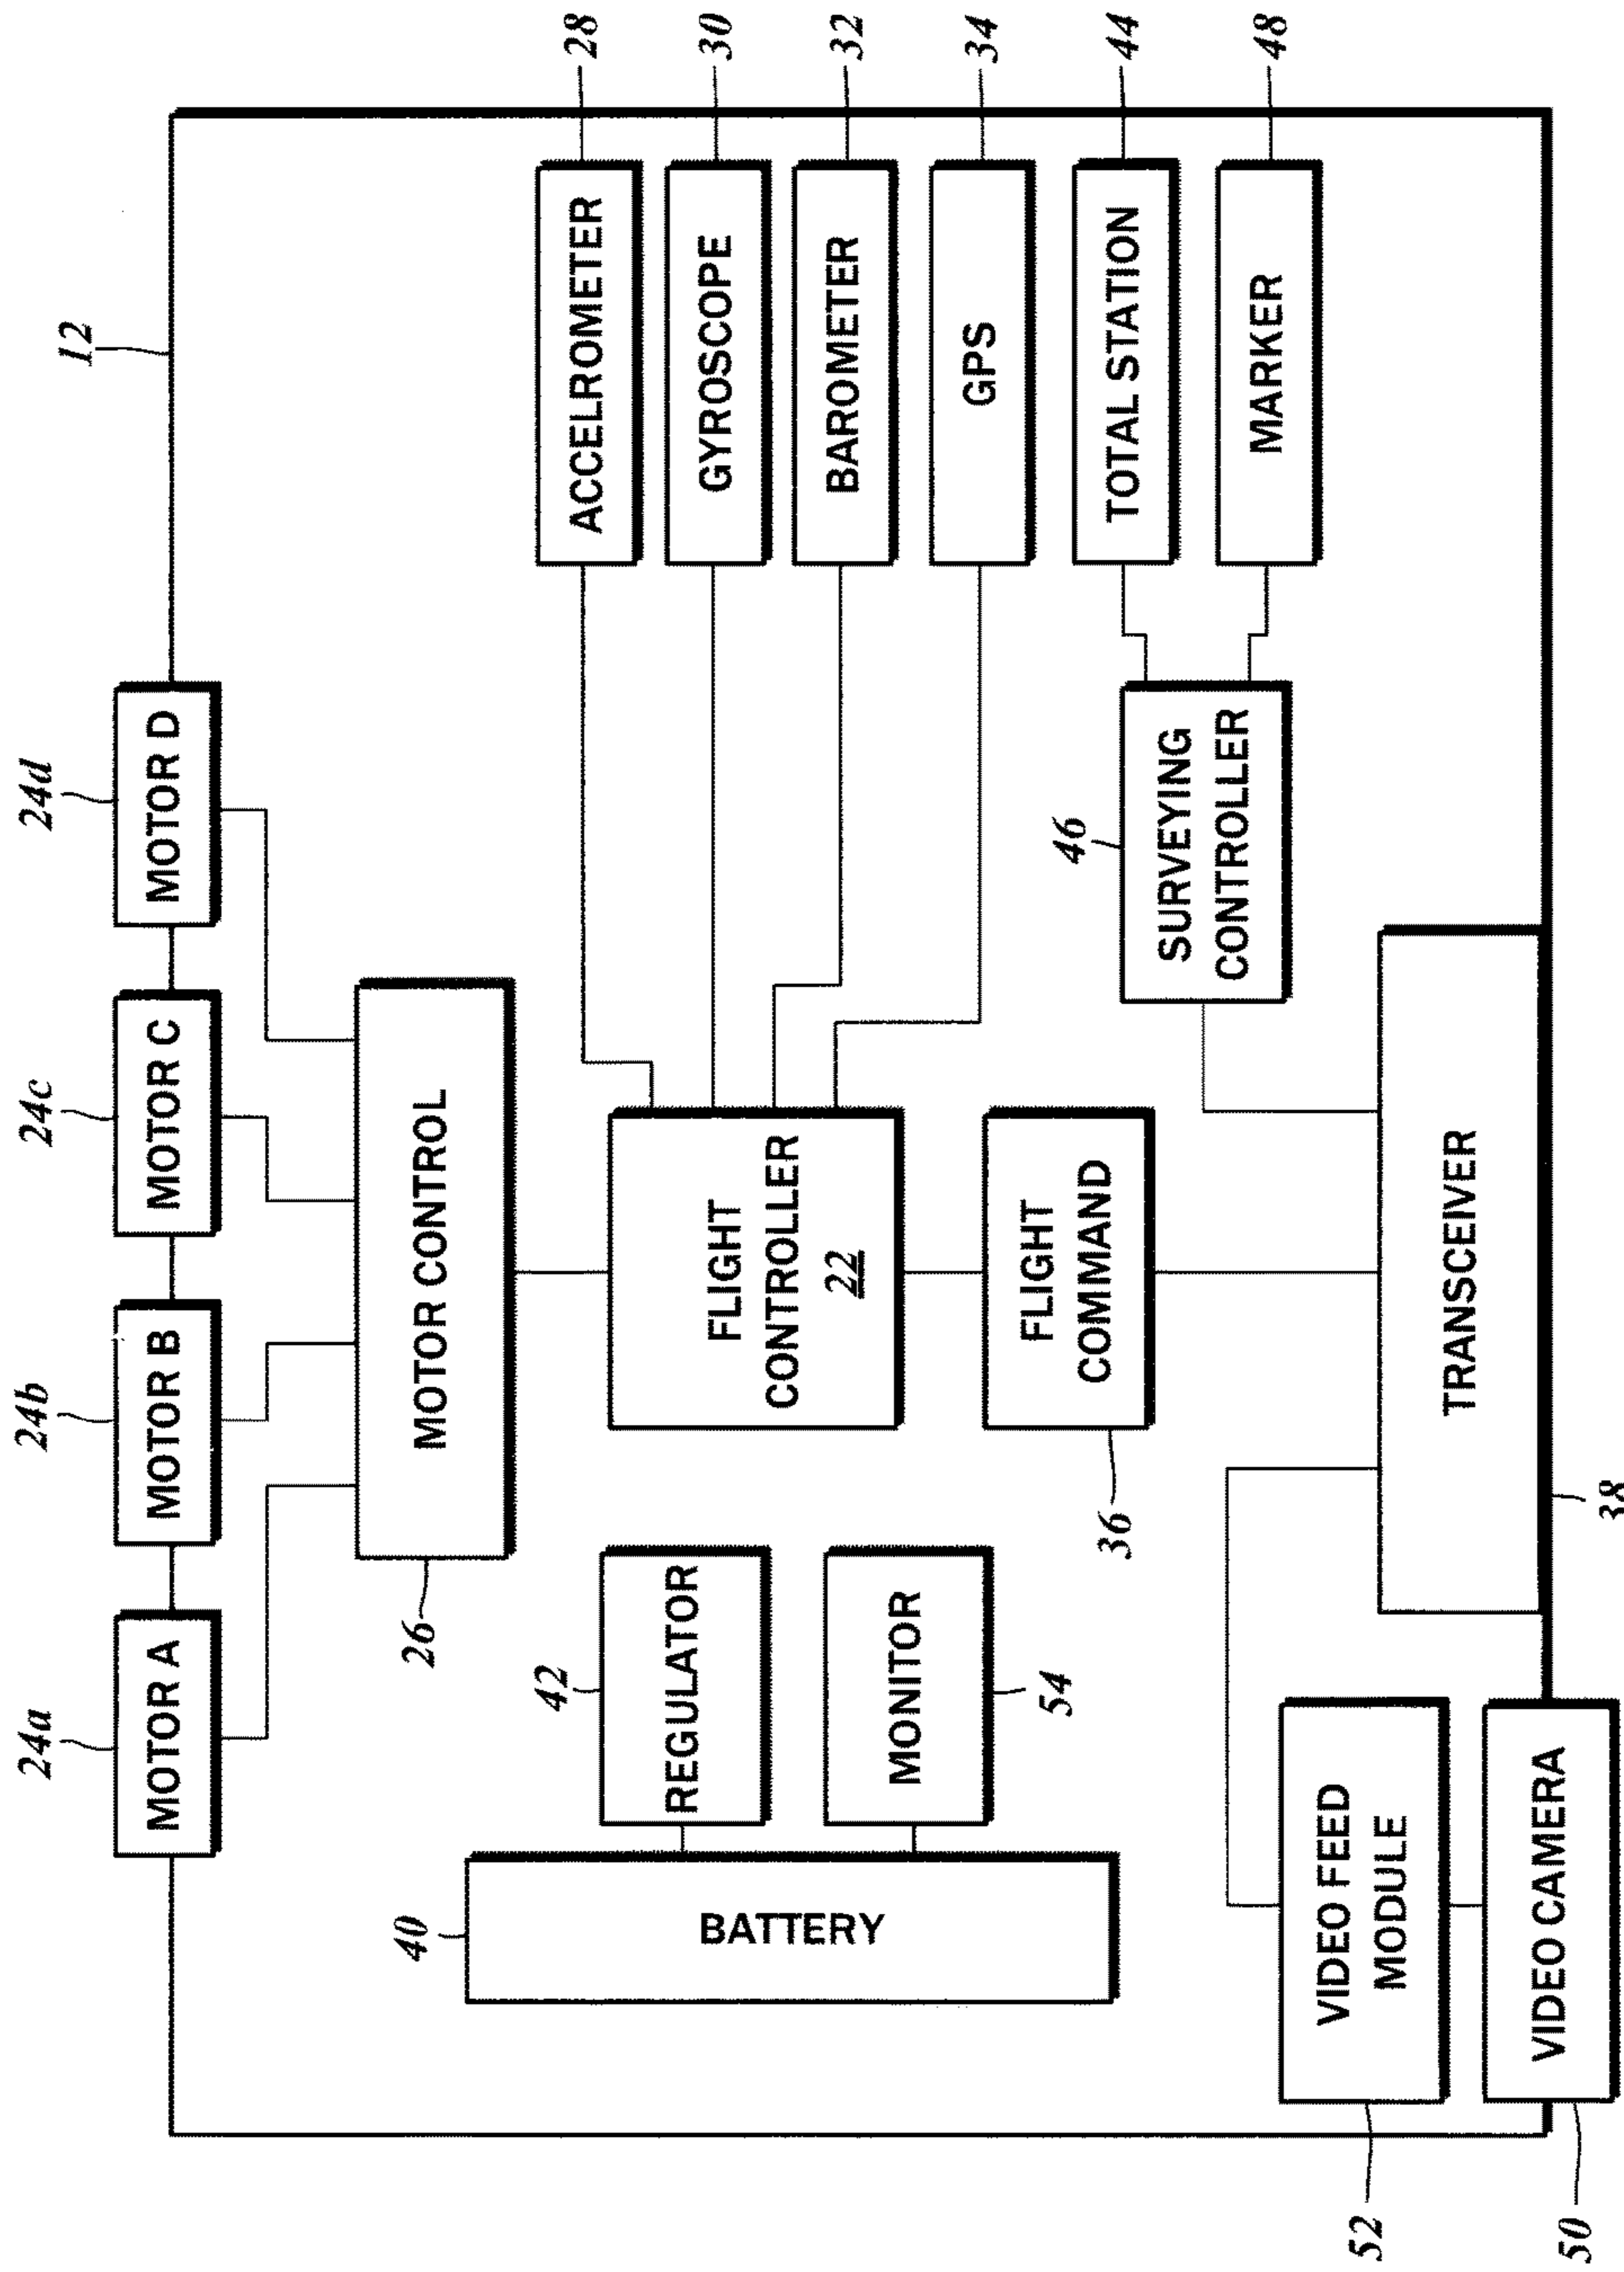 24a
24b
24c
24d
12
MOTOR A
MOTOR B
MOTOR C
MOTOR D
26
MOTOR CONTROL
40
BATTERY
42
REGULATOR
MONITOR
54
FLIGHT
CONTROLLER
22
FLIGHT
COMMAND
36
ACCELROMETER
28
GYROSCOPE
30
BAROMETER
32
GPS
34
TOTAL STATION
44
MARKER
48
46
SURVEYING
CONTROLLER
TRANSCEIVER
38
VIDEO FEED
MODULE
52
VIDEO CAMERA
50